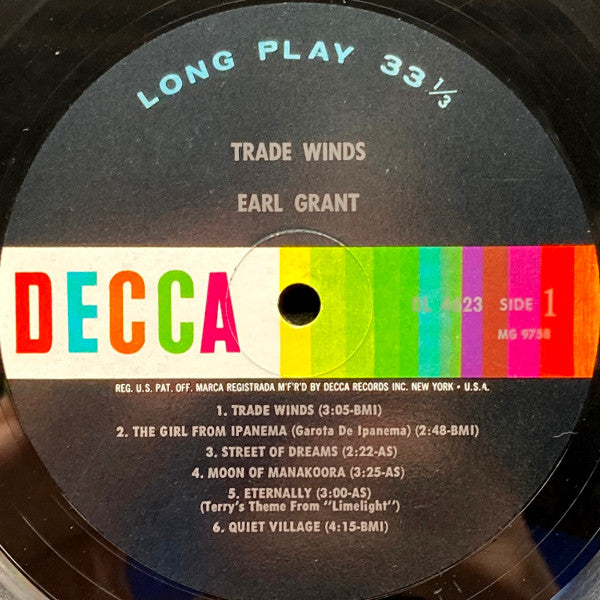 LONG PLAY 33 1/3
TRADE WINDS
EARL GRANT
DECCA
SIDE 1
MG 9758
REG. U.S. PAT. OFF. MARCA REGISTRADA M'F'R'D BY DECCA RECORDS INC. NEW YORK • U.S.A.
1. TRADE WINDS (3:05-BMI)
2. THE GIRL FROM IPANEMA (Garota De Ipanema) (2:48-BMI)
3. STREET OF DREAMS (2:22-AS)
4. MOON OF MANAKOORA (3:25-AS)
5. ETERNALLY (3:00-AS)
(Terry's Theme From "Limelight")
6. QUIET VILLAGE (4:15-BMI)